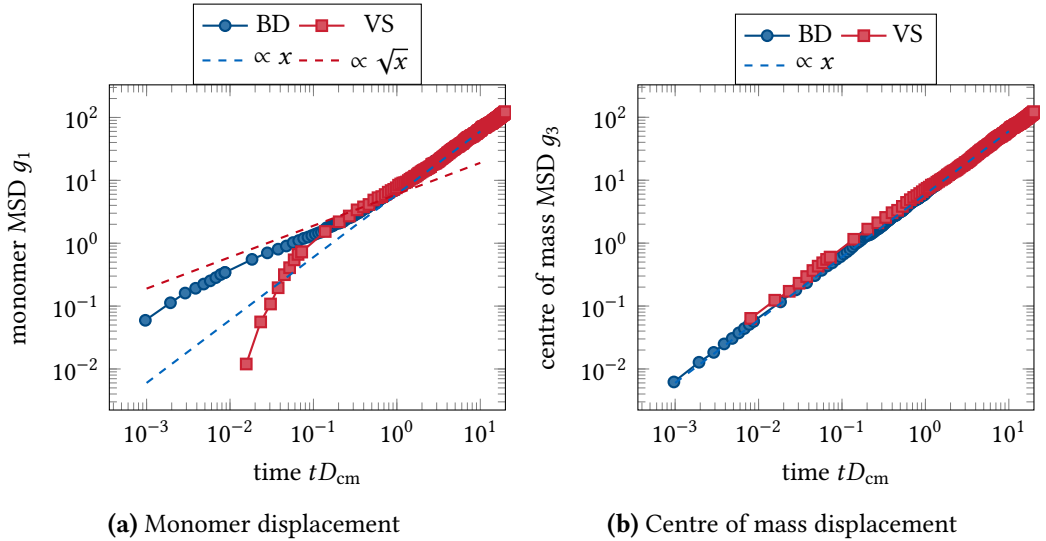 BD VS
∝ x ∝ √x
10² 10¹ 10⁰ 10⁻¹ 10⁻²
monomer MSD g₁
10⁻³ 10⁻² 10⁻¹ 10⁰ 10¹
time tD_cm
(a) Monomer displacement
BD VS
∝ x
10² 10¹ 10⁰ 10⁻¹ 10⁻²
centre of mass MSD g₃
10⁻³ 10⁻² 10⁻¹ 10⁰ 10¹
time tD_cm
(b) Centre of mass displacement